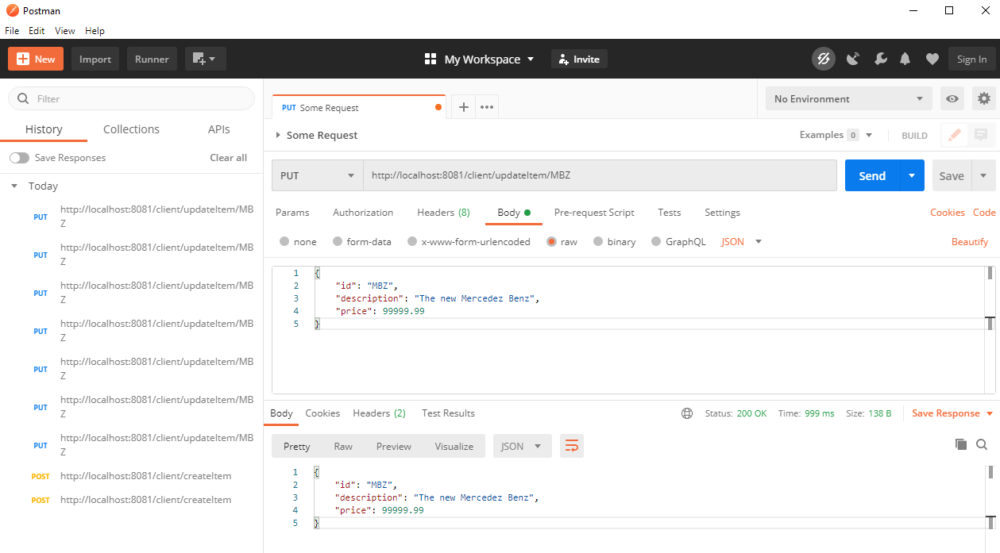 Postman
File Edit View Help
New Import Runner My Workspace Invite Sign In
Filter
History Collections APIs
Save Responses Clear all
Today
PUT http://localhost:8081/client/updateItem/MB
Z
PUT http://localhost:8081/client/updateItem/MB
Z
PUT http://localhost:8081/client/updateItem/MB
Z
PUT http://localhost:8081/client/updateItem/MB
Z
PUT http://localhost:8081/client/updateItem/MB
Z
PUT http://localhost:8081/client/updateItem/MB
Z
PUT http://localhost:8081/client/updateItem/MB
Z
POST http://localhost:8081/client/createItem
POST http://localhost:8081/client/createItem
PUT Some Request
No Environment
Some Request Examples 0 BUILD
PUT http://localhost:8081/client/updateItem/MBZ Send Save
Params Authorization Headers (8) Body Pre-request Script Tests Settings Cookies Code
none form-data x-www-form-urlencoded raw binary GraphQL JSON Beautify
1 {
2 "id": "MBZ",
3 "description": "The new Mercedez Benz",
4 "price": 99999.99
5 }
Body Cookies Headers (2) Test Results Status: 200 OK Time: 999 ms Size: 138 B Save Response
Pretty Raw Preview Visualize JSON
1 {
2 "id": "MBZ",
3 "description": "The new Mercedez Benz",
4 "price": 99999.99
5 }